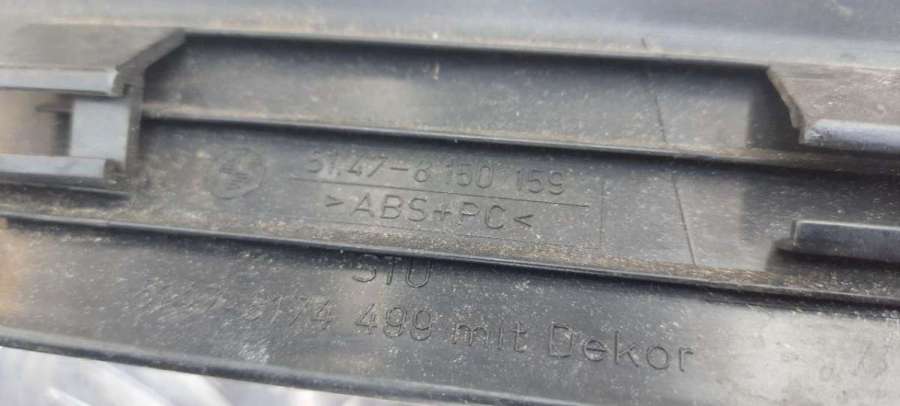 51.47-8 150 159
>ABS+PC<
STU
8174 499 mit Dekor